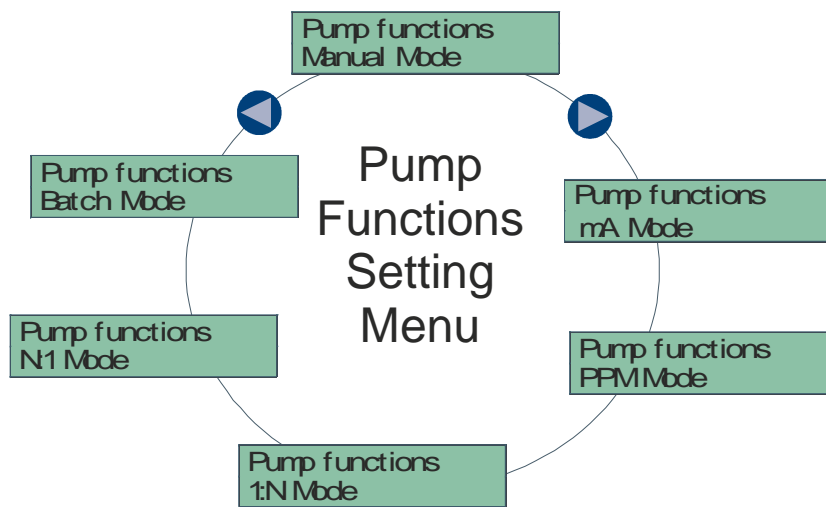 Pump functions
Manual Mode
Pump functions
Batch Mode
Pump
Functions
Setting
Menu
Pump functions
mA Mode
Pump functions
N:1 Mode
Pump functions
PPM Mode
Pump functions
1:N Mode